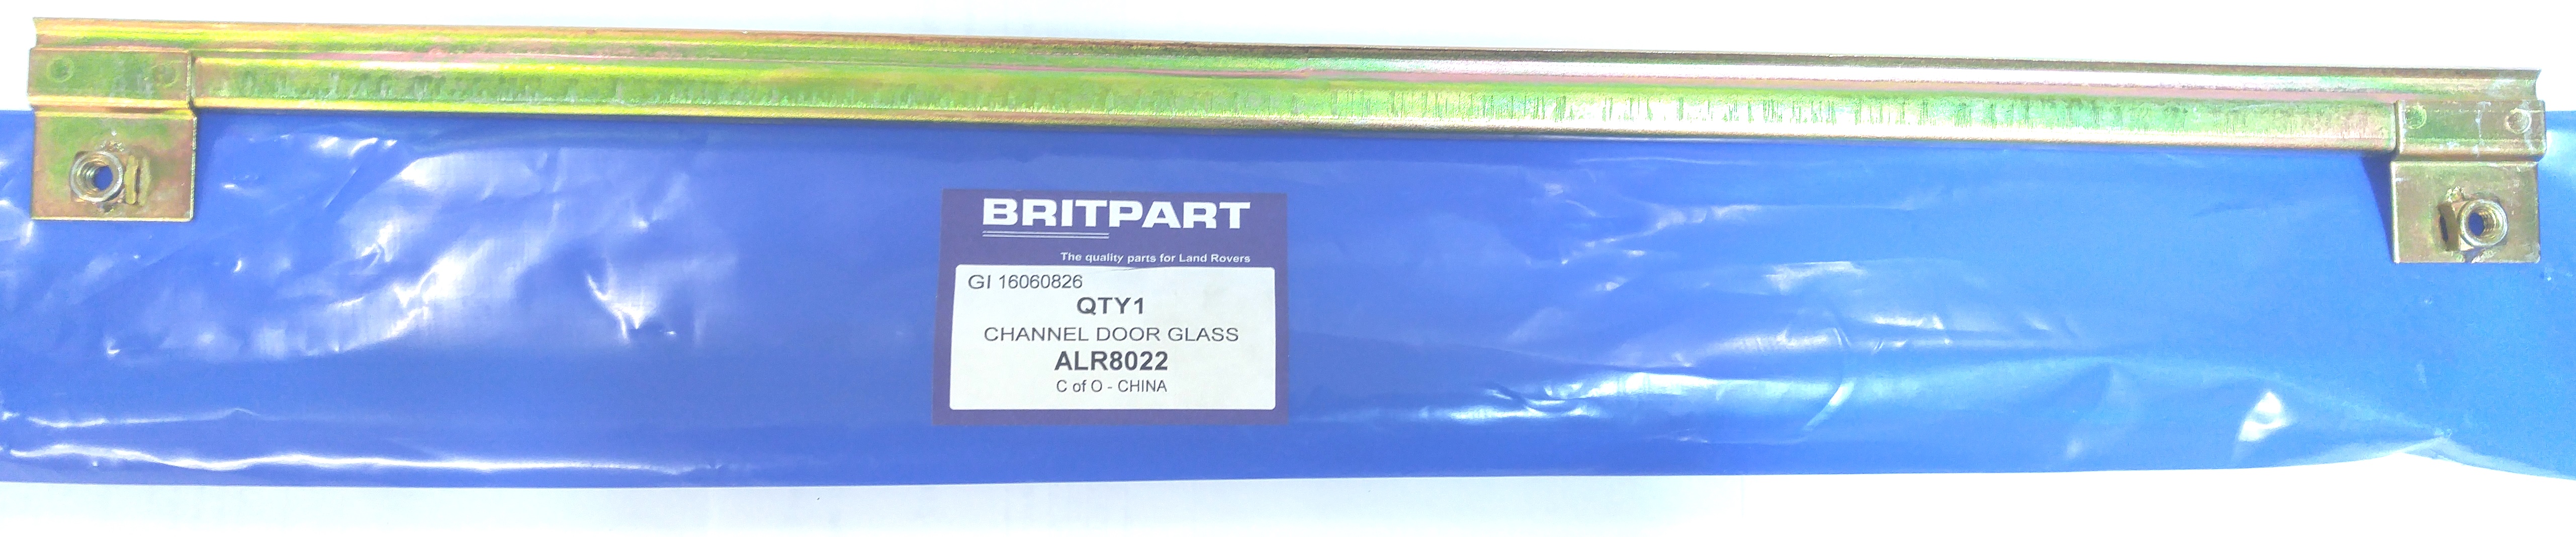 BRITPART
The quality parts for Land Rovers
GI 16060826
QTY1
CHANNEL DOOR GLASS
ALR8022
C of O - CHINA